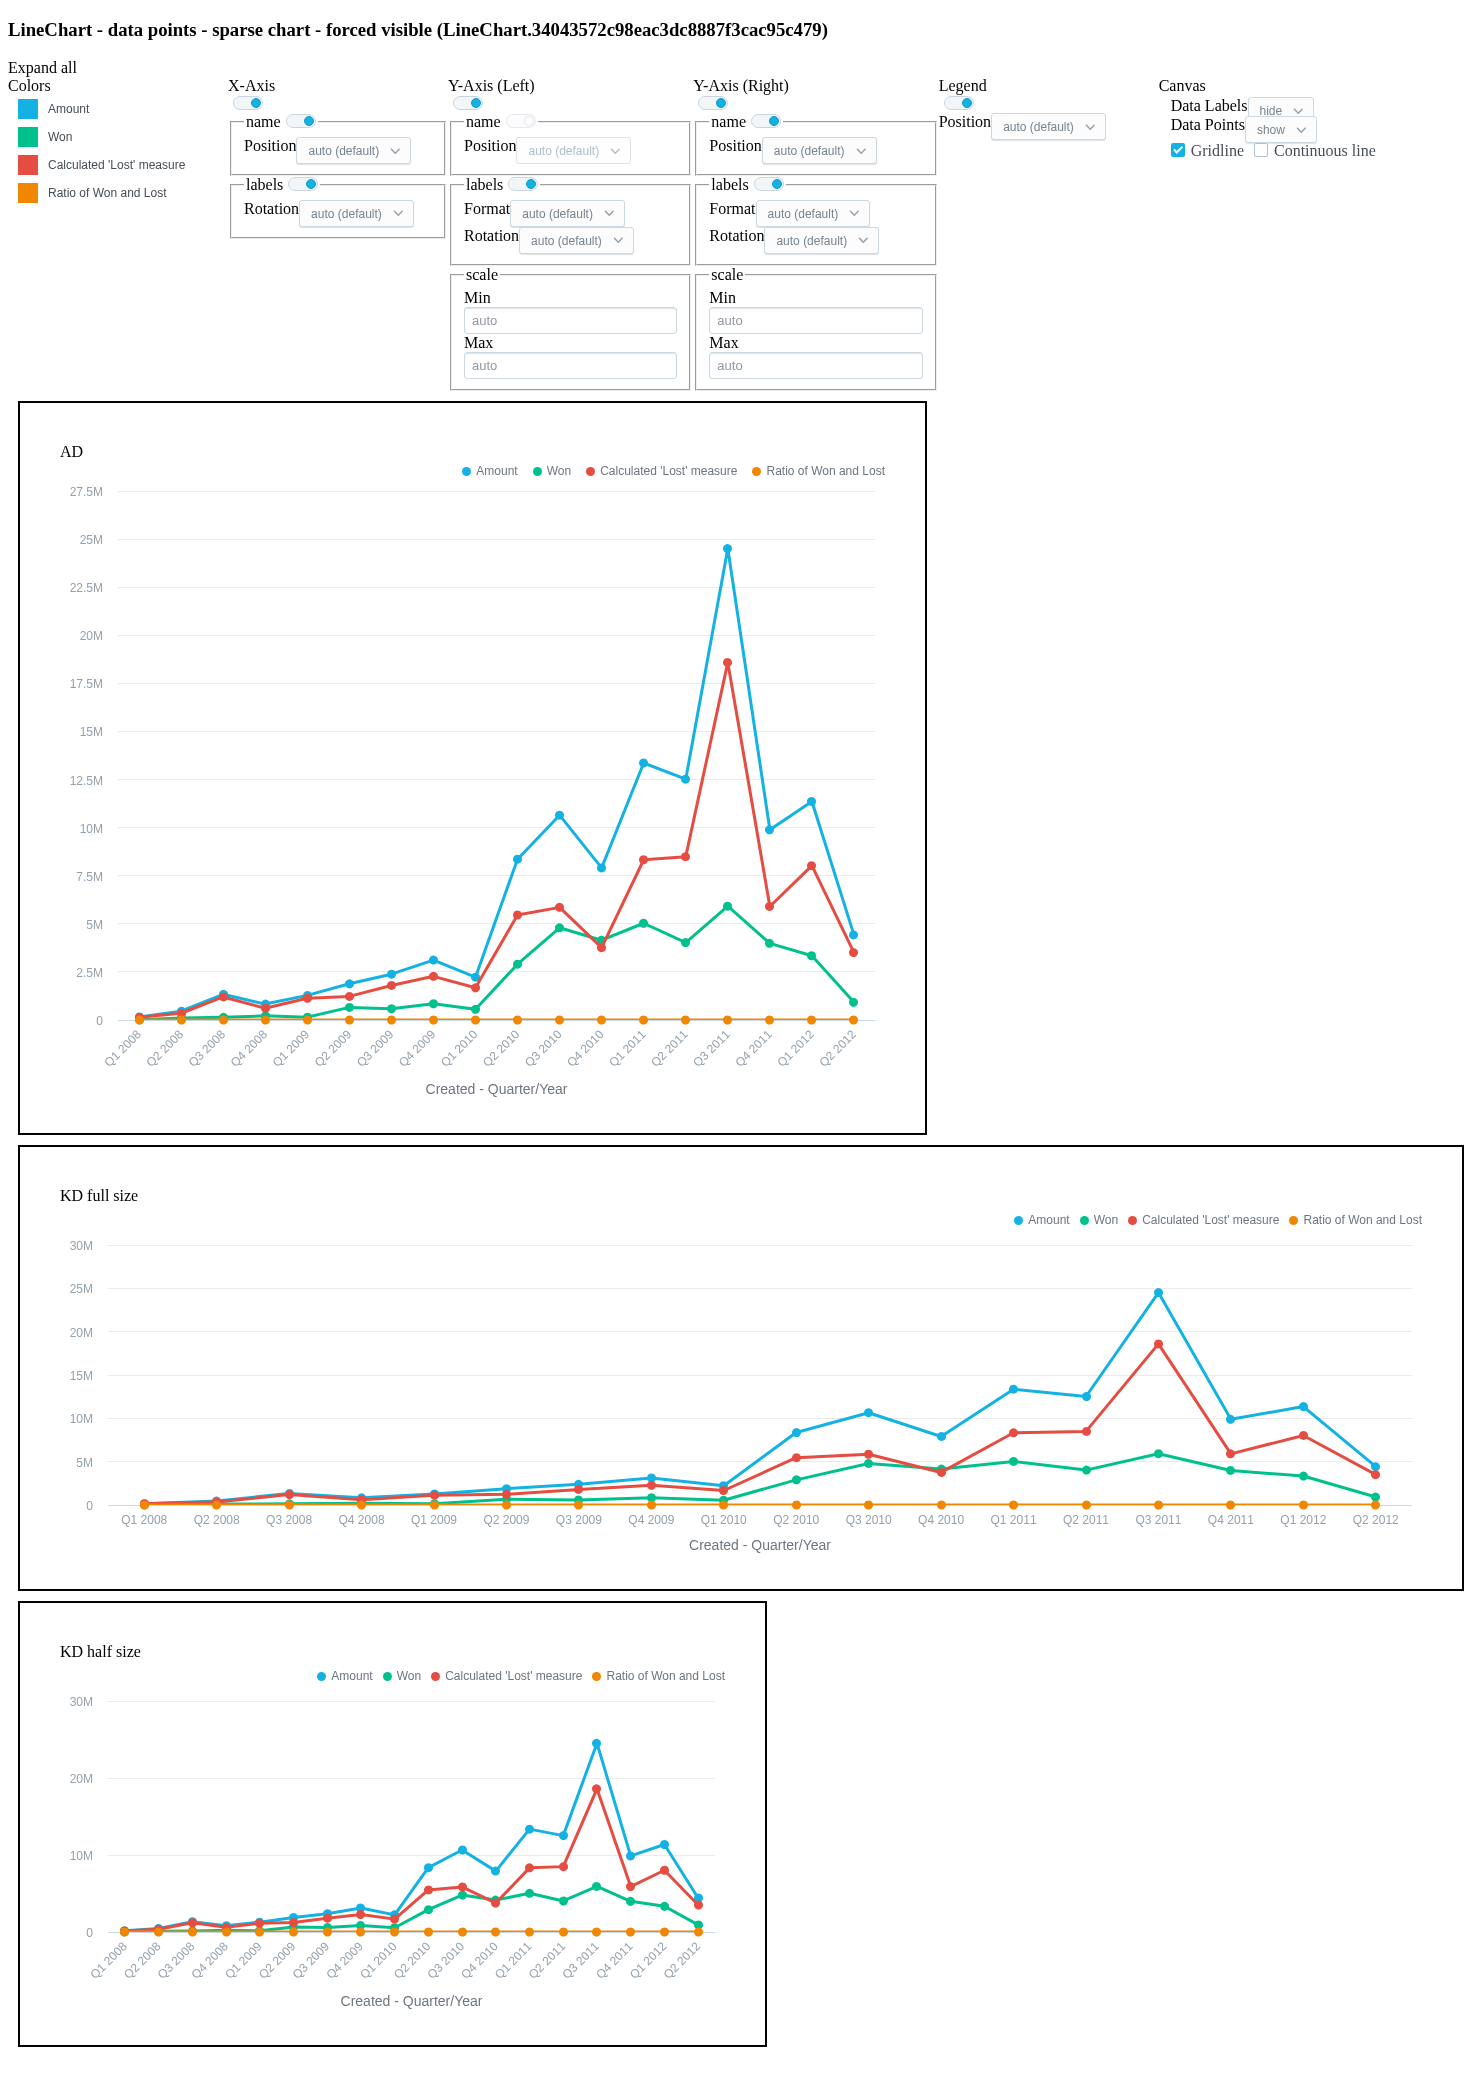 LineChart - data points - sparse chart - forced visible (LineChart.34043572c98eac3dc8887f3cac95c479)
Expand all
Colors
Amount
Won
Calculated 'Lost' measure
Ratio of Won and Lost
X-Axis
name
Position auto (default)
labels
Rotation auto (default)
Y-Axis (Left)
name
Position auto (default)
labels
Format auto (default)
Rotation auto (default)
scale
Min
auto
Max
auto
Y-Axis (Right)
name
Position auto (default)
labels
Format auto (default)
Rotation auto (default)
scale
Min
auto
Max
auto
Legend
Position auto (default)
Canvas
Data Labels hide
Data Points show
Gridline Continuous line
AD
Amount Won Calculated 'Lost' measure Ratio of Won and Lost
27.5M
25M
22.5M
20M
17.5M
15M
12.5M
10M
7.5M
5M
2.5M
0
Q1 2008 Q2 2008 Q3 2008 Q4 2008 Q1 2009 Q2 2009 Q3 2009 Q4 2009 Q1 2010 Q2 2010 Q3 2010 Q4 2010 Q1 2011 Q2 2011 Q3 2011 Q4 2011 Q1 2012 Q2 2012
Created - Quarter/Year
KD full size
Amount Won Calculated 'Lost' measure Ratio of Won and Lost
30M
25M
20M
15M
10M
5M
0
Q1 2008 Q2 2008 Q3 2008 Q4 2008 Q1 2009 Q2 2009 Q3 2009 Q4 2009 Q1 2010 Q2 2010 Q3 2010 Q4 2010 Q1 2011 Q2 2011 Q3 2011 Q4 2011 Q1 2012 Q2 2012
Created - Quarter/Year
KD half size
Amount Won Calculated 'Lost' measure Ratio of Won and Lost
30M
20M
10M
0
Q1 2008 Q2 2008 Q3 2008 Q4 2008 Q1 2009 Q2 2009 Q3 2009 Q4 2009 Q1 2010 Q2 2010 Q3 2010 Q4 2010 Q1 2011 Q2 2011 Q3 2011 Q4 2011 Q1 2012 Q2 2012
Created - Quarter/Year